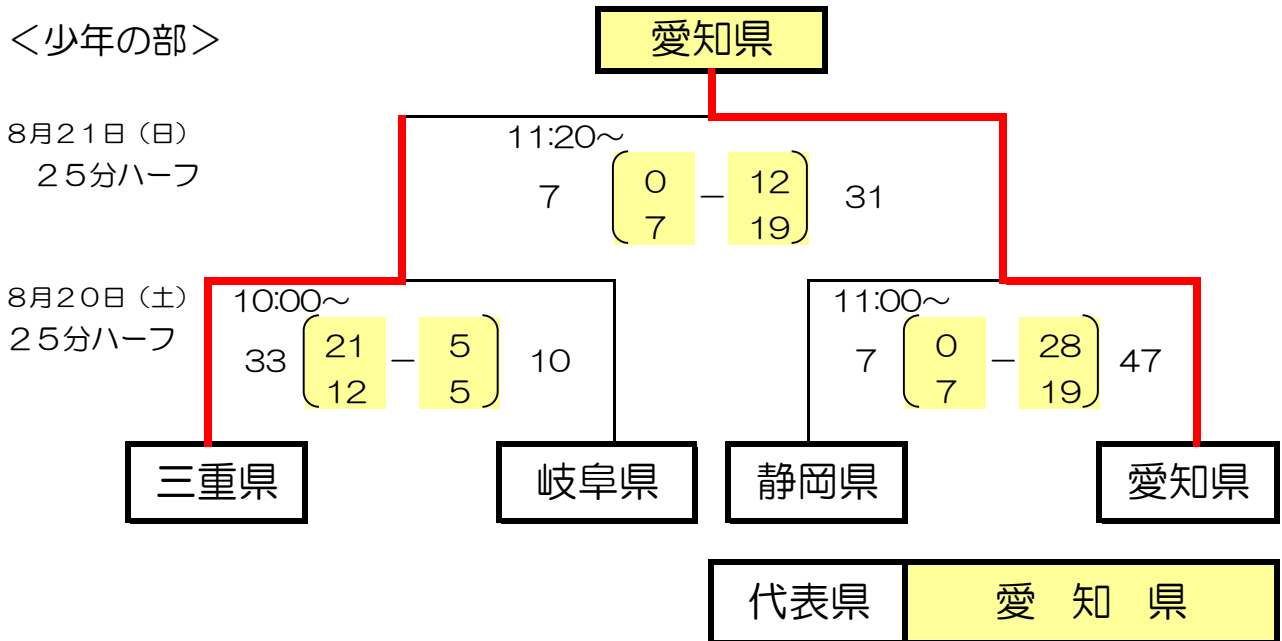 <少年の部>
愛知県
8月21日（日）
25分ハーフ
11:20～
7 0 － 12 31
7 19
8月20日（土）
25分ハーフ
10:00～
33 21 － 5 10
12 5
11:00～
7 0 － 28 47
7 19
三重県 岐阜県 静岡県 愛知県
代表県 愛 知 県